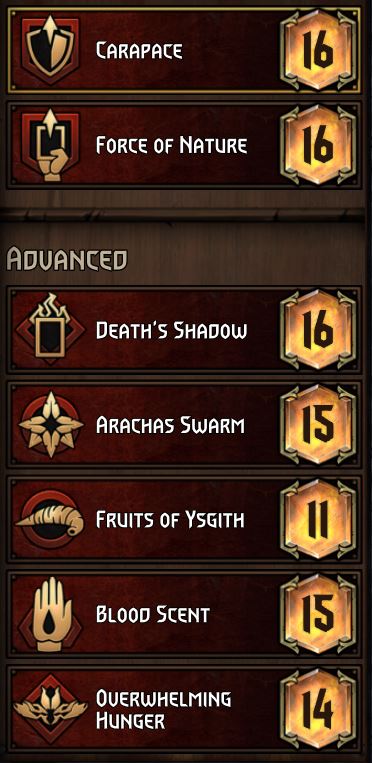 Carapace
16
Force of Nature
16
Advanced
Death's Shadow
16
Arachas Swarm
15
Fruits of Ysgith
11
Blood Scent
15
Overwhelming
Hunger
14